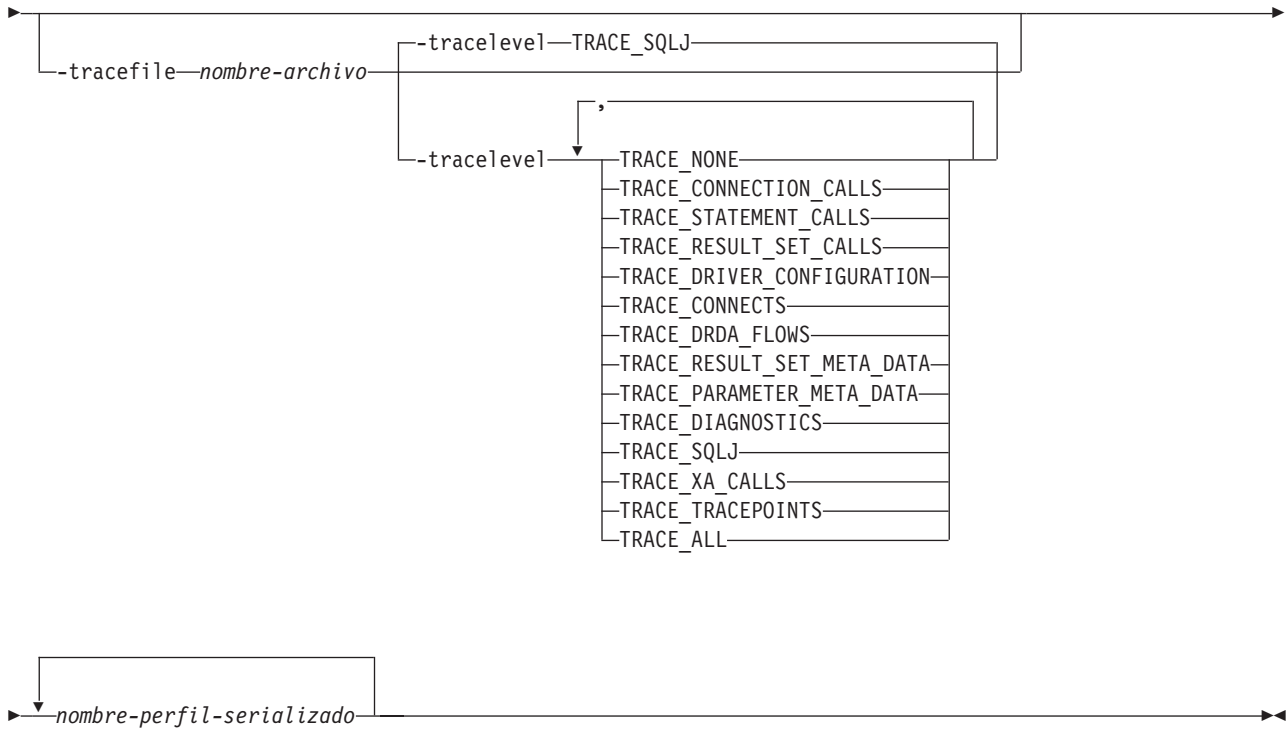 -tracelevel TRACE_SQLJ
-tracefile nombre-archivo
,
-tracelevel TRACE_NONE
TRACE_CONNECTION_CALLS
TRACE_STATEMENT_CALLS
TRACE_RESULT_SET_CALLS
TRACE_DRIVER_CONFIGURATION
TRACE_CONNECTS
TRACE_DRDA_FLOWS
TRACE_RESULT_SET_META_DATA
TRACE_PARAMETER_META_DATA
TRACE_DIAGNOSTICS
TRACE_SQLJ
TRACE_XA_CALLS
TRACE_TRACEPOINTS
TRACE_ALL
nombre-perfil-serializado